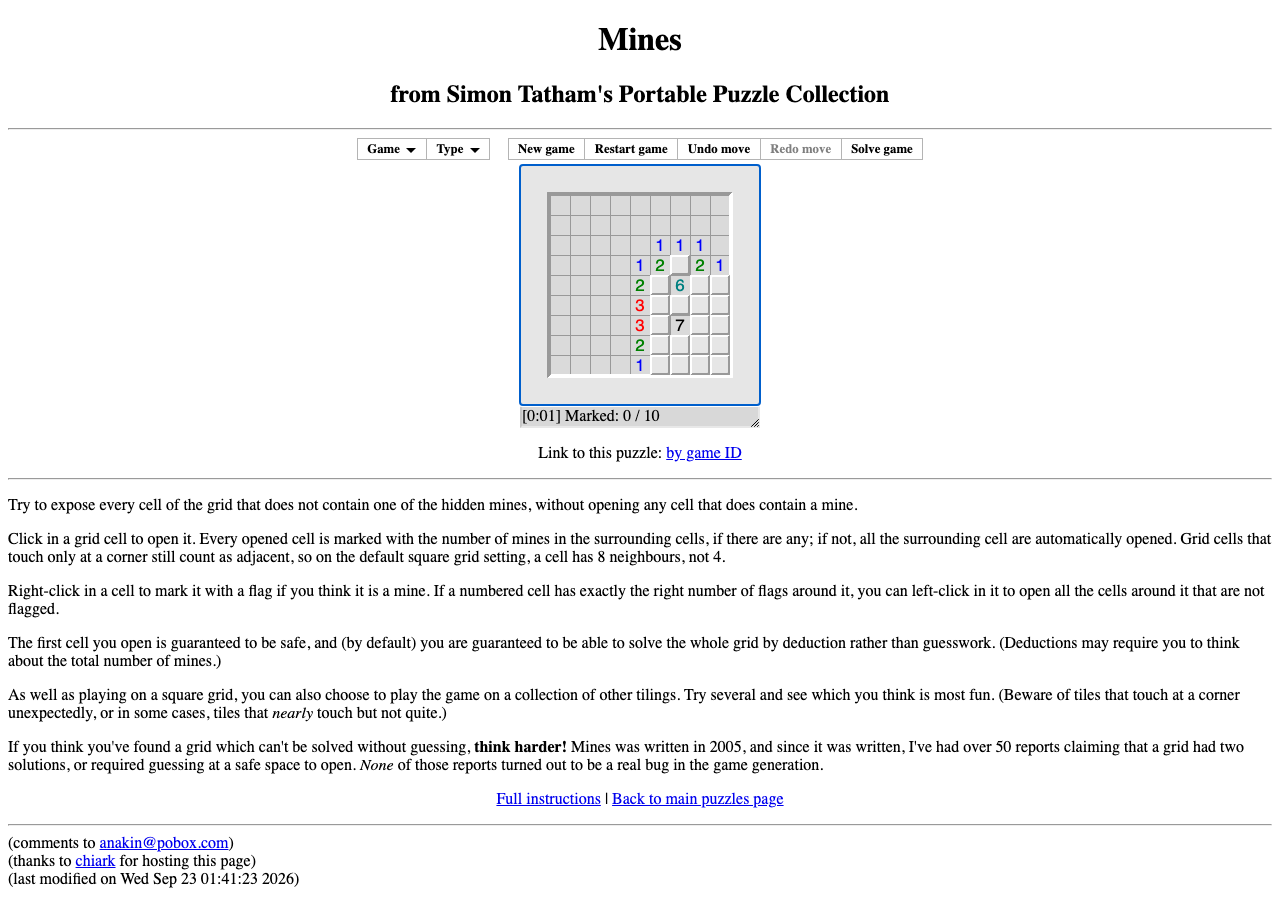 Mines
from Simon Tatham's Portable Puzzle Collection
Game Type New game Restart game Undo move Redo move Solve game
1 1 1
1 2 2 1
2 6
3
3 7
2
1
[0:01] Marked: 0 / 10
Link to this puzzle: by game ID
Try to expose every cell of the grid that does not contain one of the hidden mines, without opening any cell that does contain a mine.
Click in a grid cell to open it. Every opened cell is marked with the number of mines in the surrounding cells, if there are any; if not, all the surrounding cell are automatically opened. Grid cells that
touch only at a corner still count as adjacent, so on the default square grid setting, a cell has 8 neighbours, not 4.
Right-click in a cell to mark it with a flag if you think it is a mine. If a numbered cell has exactly the right number of flags around it, you can left-click in it to open all the cells around it that are not
flagged.
The first cell you open is guaranteed to be safe, and (by default) you are guaranteed to be able to solve the whole grid by deduction rather than guesswork. (Deductions may require you to think
about the total number of mines.)
As well as playing on a square grid, you can also choose to play the game on a collection of other tilings. Try several and see which you think is most fun. (Beware of tiles that touch at a corner
unexpectedly, or in some cases, tiles that nearly touch but not quite.)
If you think you've found a grid which can't be solved without guessing, think harder! Mines was written in 2005, and since it was written, I've had over 50 reports claiming that a grid had two
solutions, or required guessing at a safe space to open. None of those reports turned out to be a real bug in the game generation.
Full instructions | Back to main puzzles page
(comments to anakin@pobox.com)
(thanks to chiark for hosting this page)
(last modified on Wed Sep 23 01:41:23 2026)